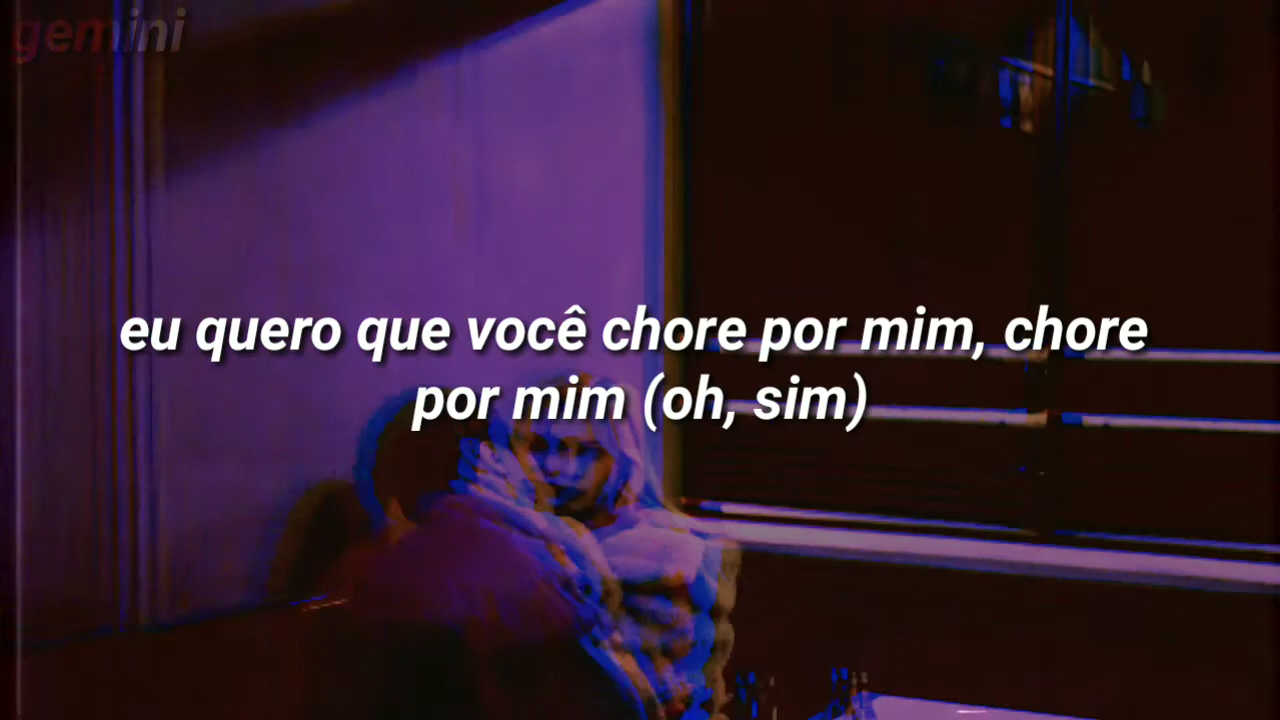 gemini
eu quero que você chore por mim, chore
por mim (oh, sim)